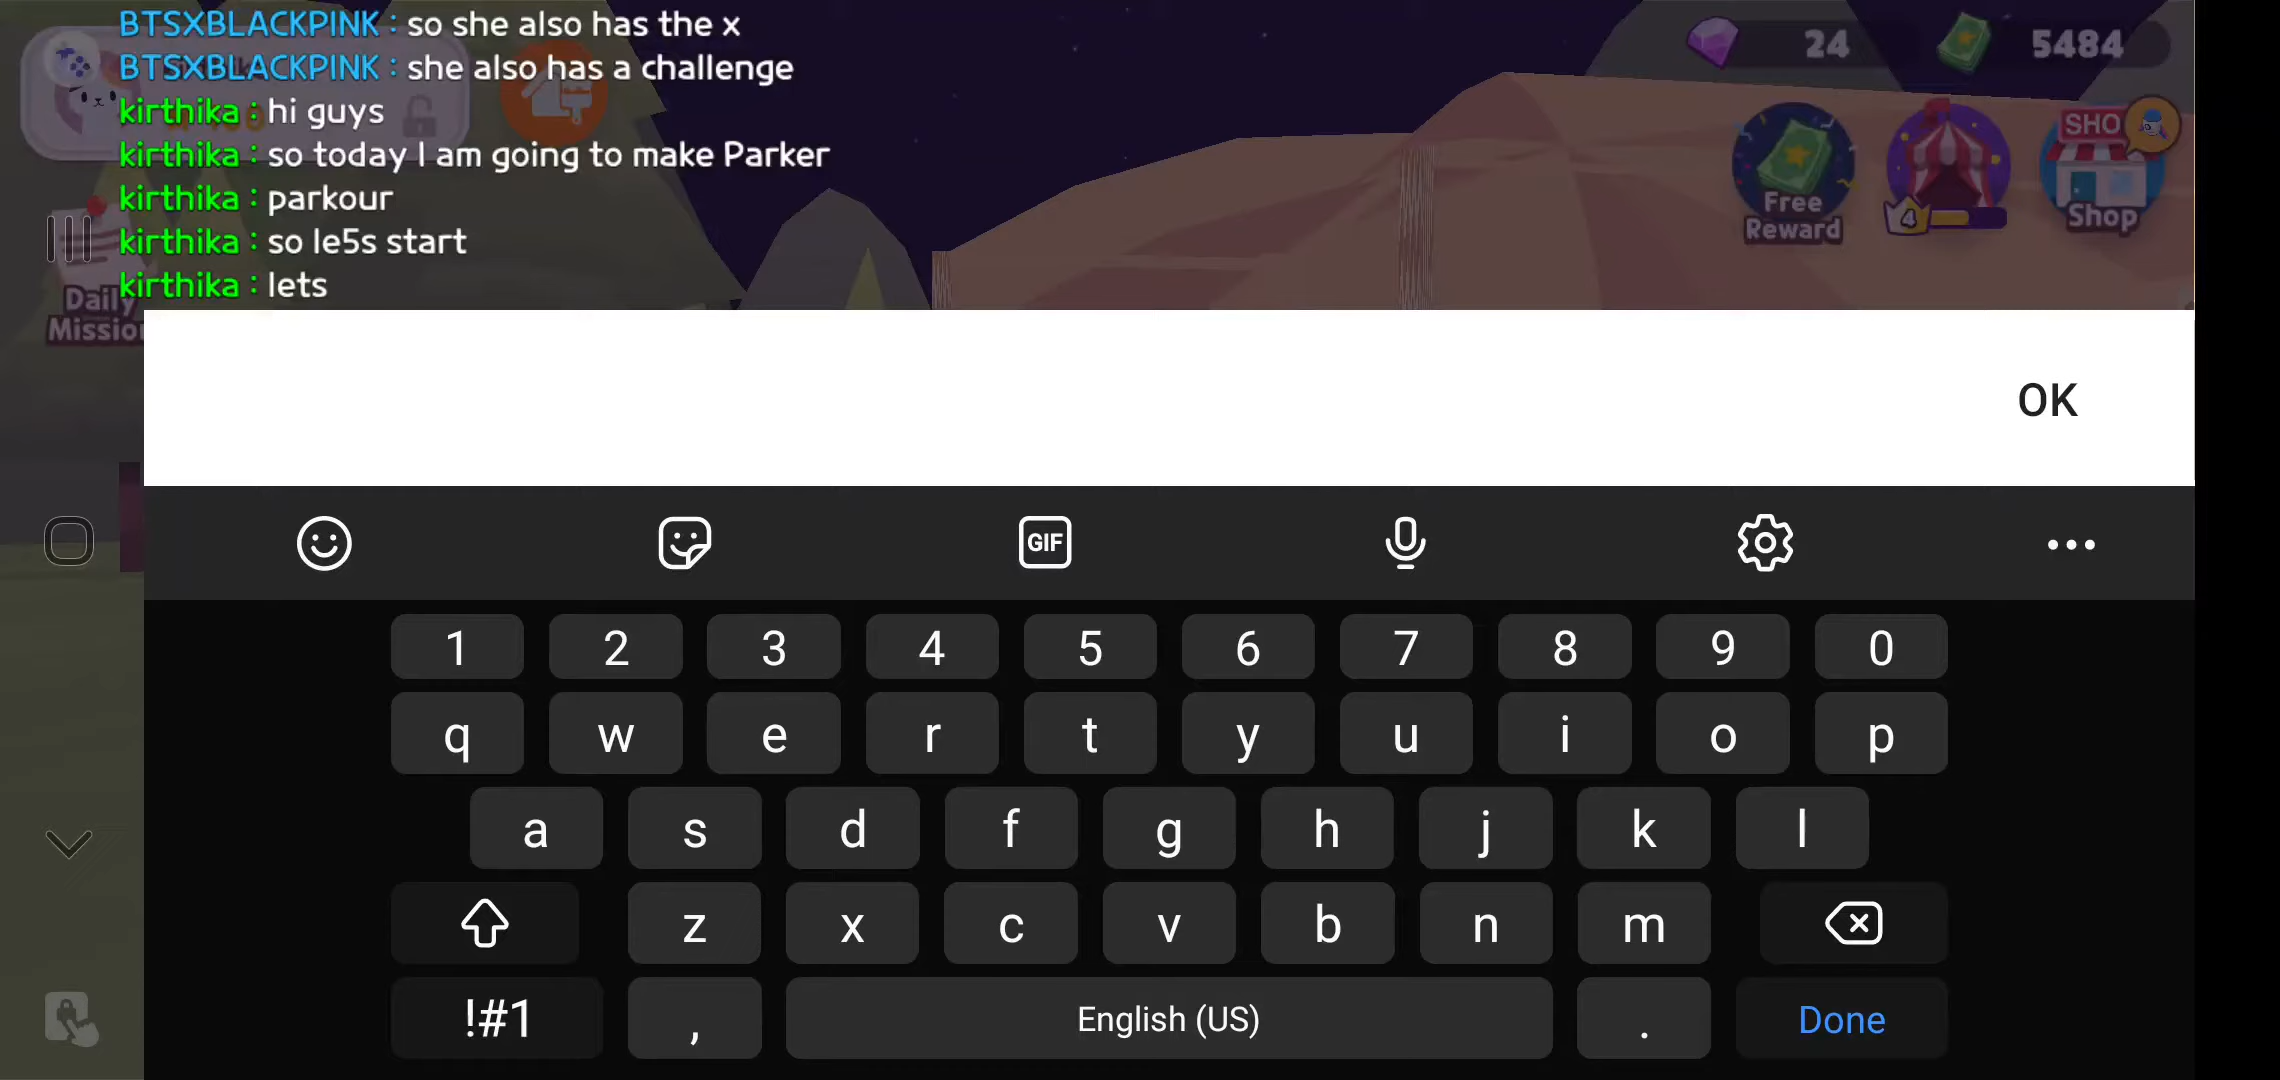 BTSXBLACKPINK : so she also has the x
BTSXBLACKPINK : she also has a challenge
kirthika : hi guys
kirthika : so today I am going to make Parker
kirthika : parkour
kirthika : so le5s start
kirthika : lets
24
5484
Free
Reward
4
SHO
Shop
Daily
Missio
OK
GIF
1 2 3 4 5 6 7 8 9 0
q w e r t y u i o p
a s d f g h j k l
z x c v b n m
!#1 , English (US) . Done